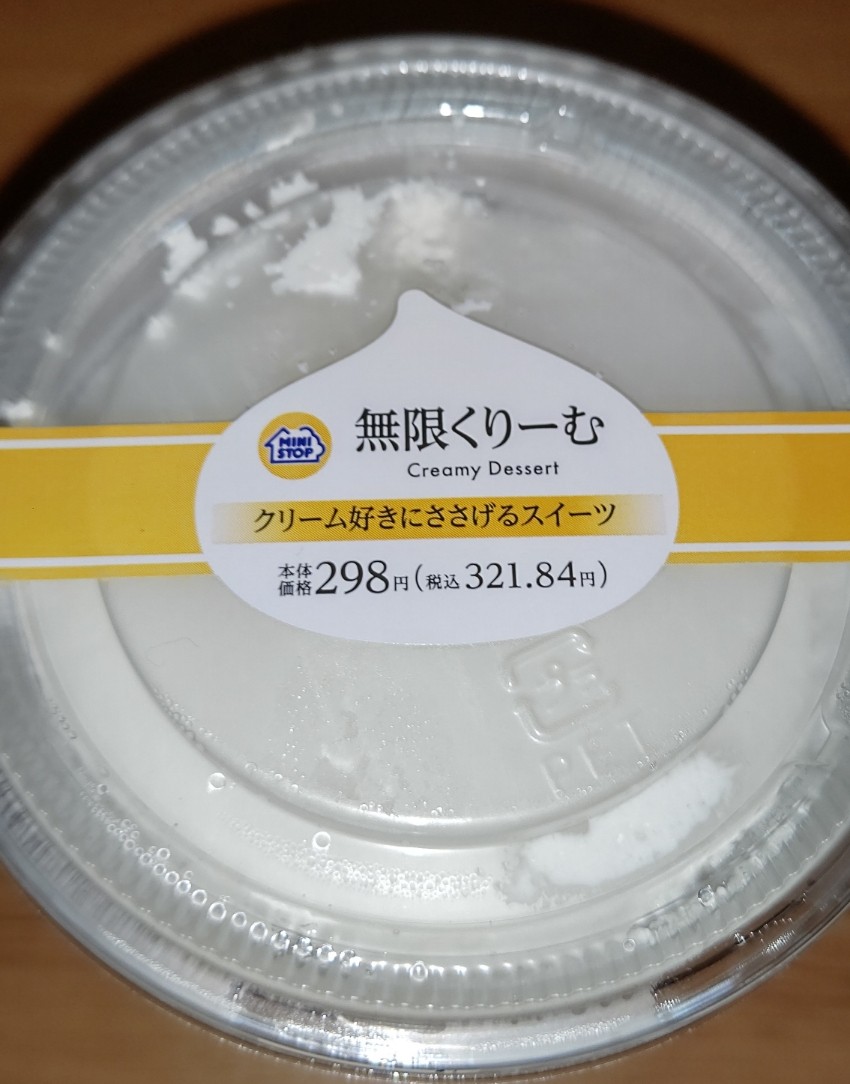 MINI
STOP
無限くりーむ
Creamy Dessert
クリーム好きにささげるスイーツ
本体
価格298円(税込321.84円)